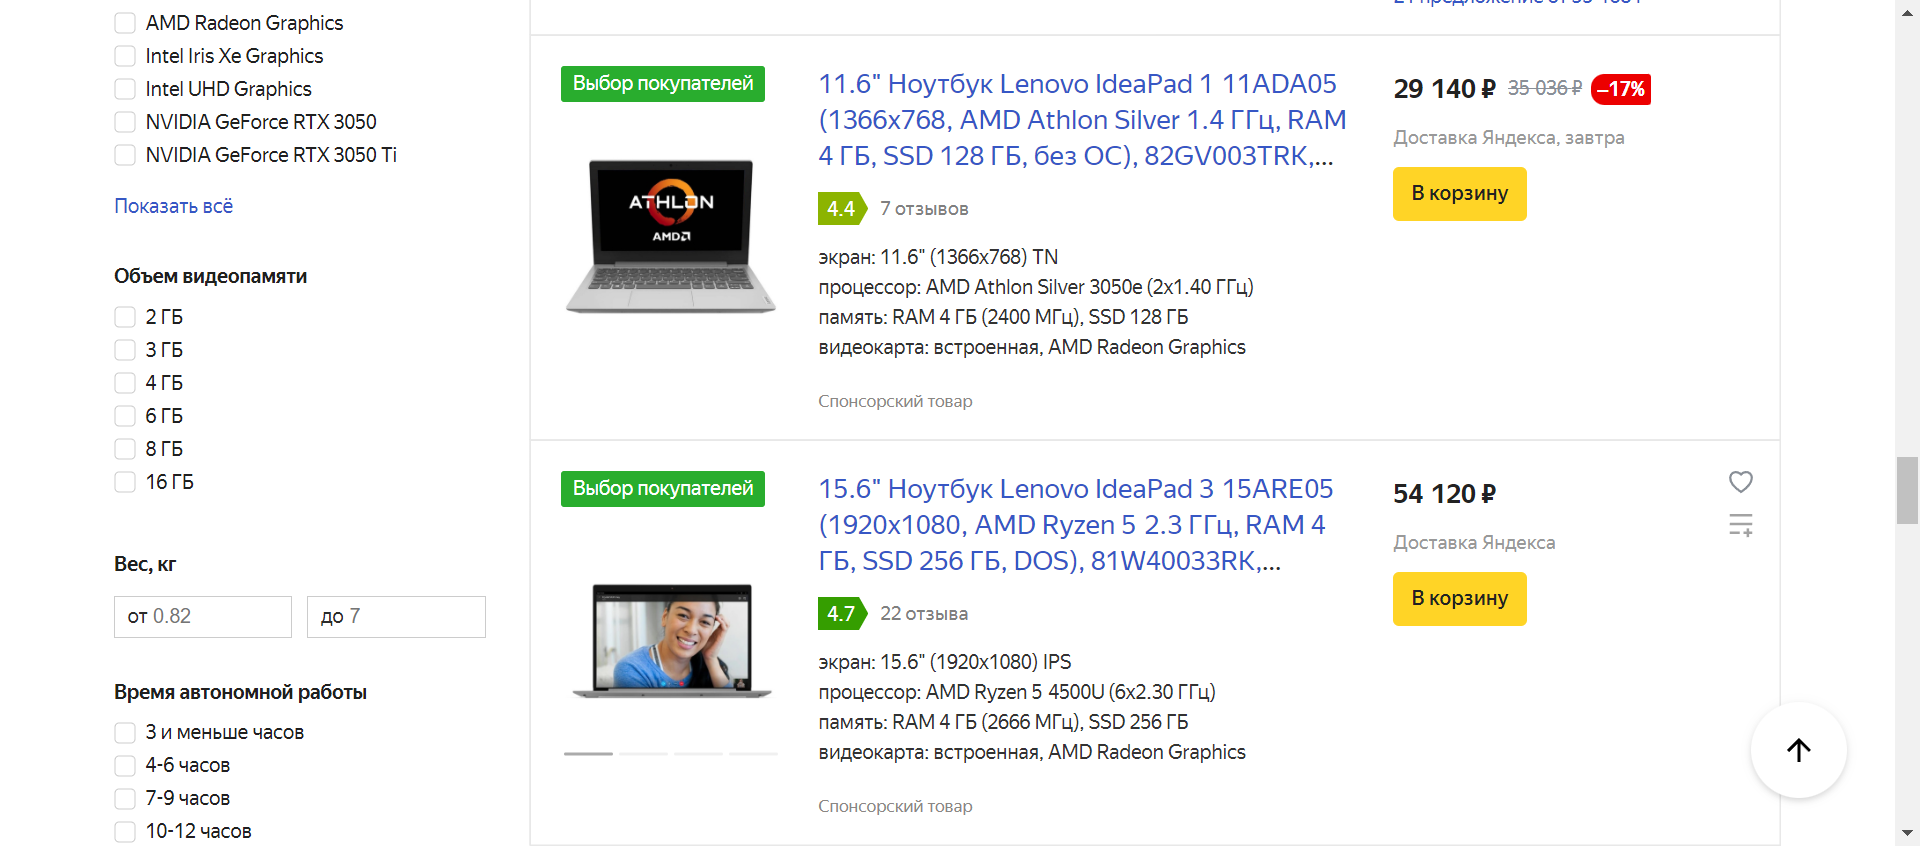 AMD Radeon Graphics
Intel Iris Xe Graphics
Intel UHD Graphics
NVIDIA GeForce RTX 3050
NVIDIA GeForce RTX 3050 Ti
Показать всё
Объем видеопамяти
2 ГБ
3 ГБ
4 ГБ
6 ГБ
8 ГБ
16 ГБ
Вес, кг
от 0.82
до 7
Время автономной работы
3 и меньше часов
4-6 часов
7-9 часов
10-12 часов
Выбор покупателей
ATHLON
AMD
11.6" Ноутбук Lenovo IdeaPad 1 11ADA05
(1366x768, AMD Athlon Silver 1.4 ГГц, RAM
4 ГБ, SSD 128 ГБ, без ОС), 82GV003TRK,...
4.4
7 отзывов
экран: 11.6" (1366x768) TN
процессор: AMD Athlon Silver 3050e (2x1.40 ГГц)
память: RAM 4 ГБ (2400 МГц), SSD 128 ГБ
видеокарта: встроенная, AMD Radeon Graphics
Спонсорский товар
29 140 ₽ 35 036 ₽ –17%
Доставка Яндекса, завтра
В корзину
Выбор покупателей
15.6" Ноутбук Lenovo IdeaPad 3 15ARE05
(1920x1080, AMD Ryzen 5 2.3 ГГц, RAM 4
ГБ, SSD 256 ГБ, DOS), 81W40033RK,...
4.7
22 отзыва
экран: 15.6" (1920x1080) IPS
процессор: AMD Ryzen 5 4500U (6x2.30 ГГц)
память: RAM 4 ГБ (2666 МГц), SSD 256 ГБ
видеокарта: встроенная, AMD Radeon Graphics
Спонсорский товар
54 120 ₽
Доставка Яндекса
В корзину